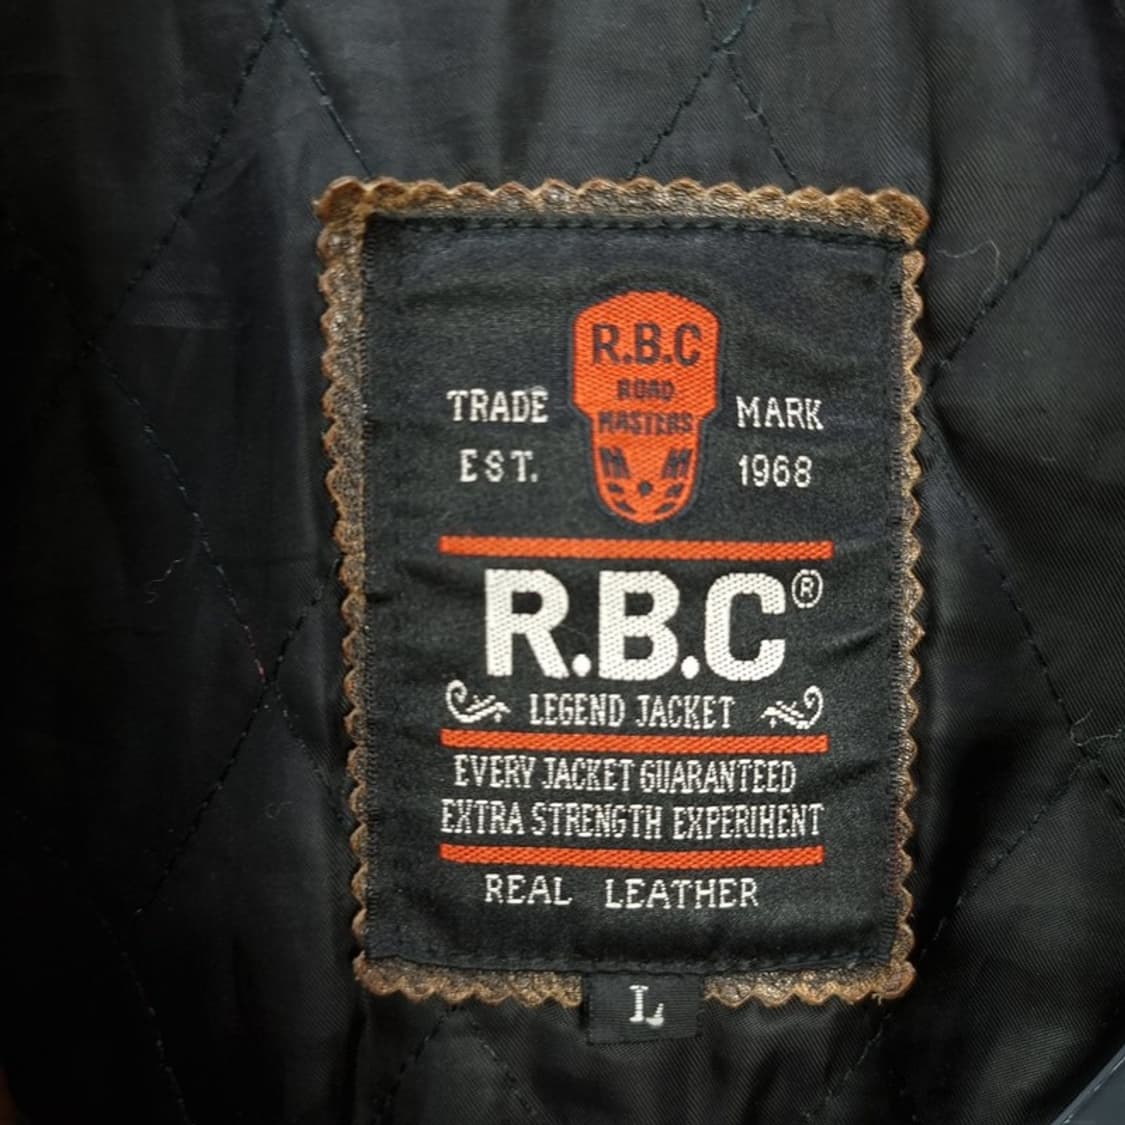 R.B.C
ROAD
MASTERS
TRADE MARK
EST. 1968
R.B.C®
LEGEND JACKET
EVERY JACKET GUARANTEED
EXTRA STRENGTH EXPERIHENT
REAL LEATHER
L